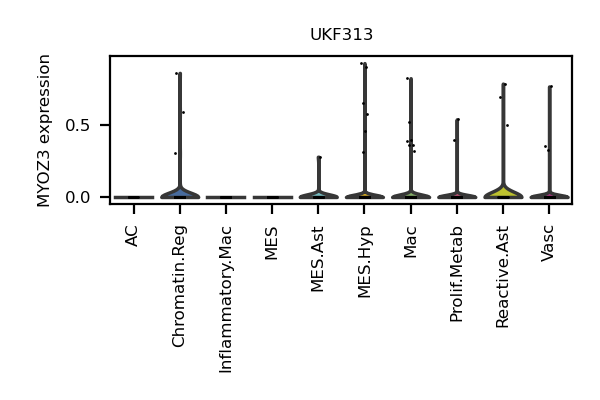 UKF313
MYOZ3 expression
0.5
0.0
AC
Chromatin.Reg
Inflammatory.Mac
MES
MES.Ast
MES.Hyp
Mac
Prolif.Metab
Reactive.Ast
Vasc